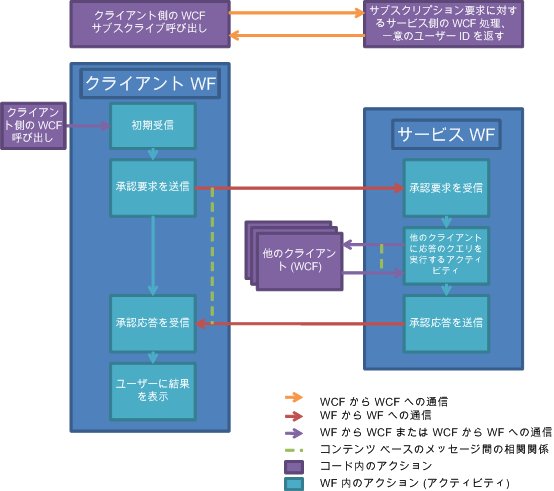 クライアント側の WCF
サブスクライブ呼び出し
サブスクリプション要求に対す
るサービス側の WCF 処理、
一意のユーザー ID を返す
クライアント WF
クライアン
ト側の WCF
呼び出し
初期受信
承認要求を送信
承認応答を受信
ユーザーに結果
を表示
サービス WF
承認要求を受信
他のクライアント
に応答のクエリを
実行するアクティ
ビティ
他のクライアン
ト (WCF)
承認応答を送信
WCF から WCF への通信
WF から WF への通信
WF から WCF または WCF から WF への通信
コンテンツ ベースのメッセージ間の相関関係
コード内のアクション
WF 内のアクション (アクティビティ)